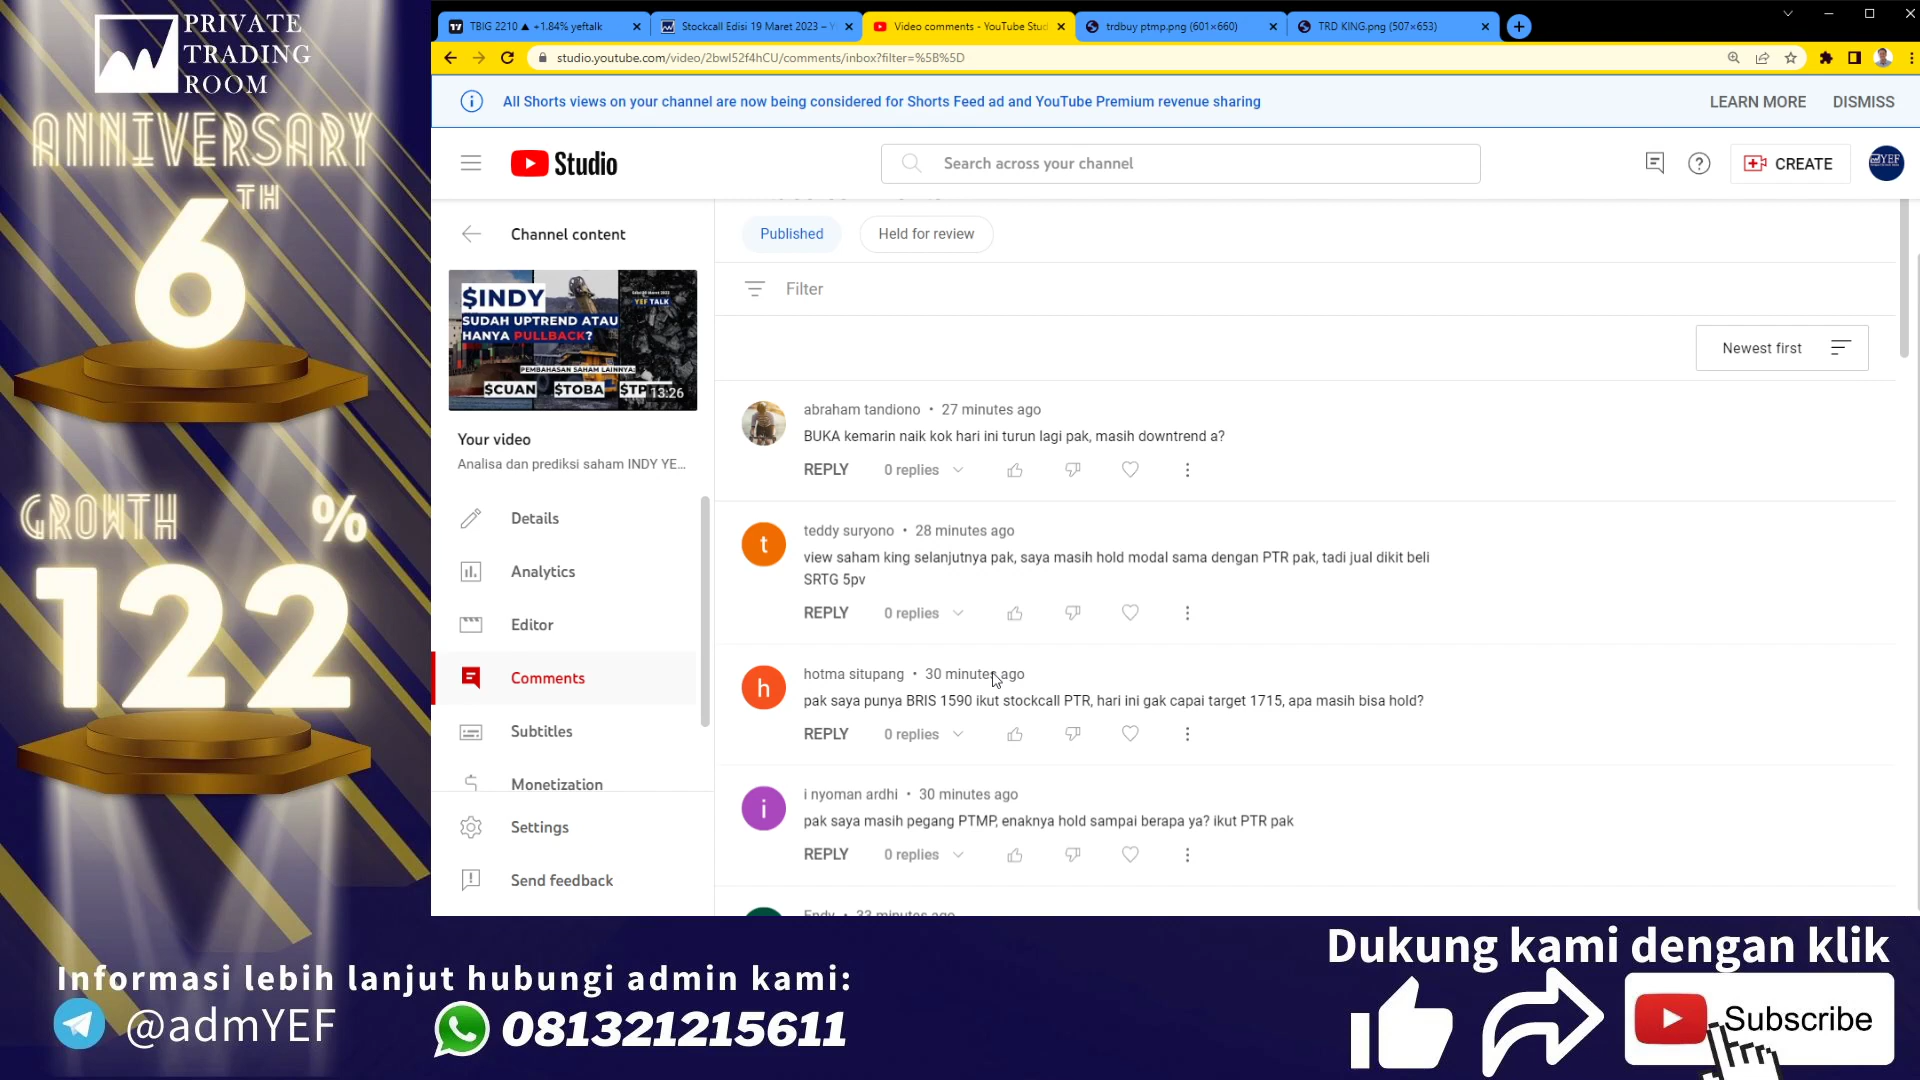 PRIVATE
TRADING
ROOM
ANNIVERSARY
6TH
GROWTH %
122
TBIG 2210 ▲ +1.84% yeftalk
Stockcall Edisi 19 Maret 2023 –
Video comments - YouTube Stud
trdbuy ptmp.png (601×660)
TRD KING.png (507×653)
studio.youtube.com/video/2bwI52f4hCU/comments/inbox?filter=%5B%5D
All Shorts views on your channel are now being considered for Shorts Feed ad and YouTube Premium revenue sharing
LEARN MORE
DISMISS
Studio
Search across your channel
CREATE
YEF
Channel content
$INDY
YEF TALK
SUDAH UPTREND ATAU
HANYA PULLBACK?
PEMBAHASAN SAHAM LAINNYA:
$CUAN $TOBA $TP
13:26
Your video
Analisa dan prediksi saham INDY YE...
Details
Analytics
Editor
Comments
Subtitles
Monetization
Settings
Send feedback
Published
Held for review
Filter
Newest first
abraham tandiono • 27 minutes ago
BUKA kemarin naik kok hari ini turun lagi pak, masih downtrend a?
REPLY 0 replies
t
teddy suryono • 28 minutes ago
view saham king selanjutnya pak, saya masih hold modal sama dengan PTR pak, tadi jual dikit beli
SRTG 5pv
REPLY 0 replies
h
hotma situpang • 30 minutes ago
pak saya punya BRIS 1590 ikut stockcall PTR, hari ini gak capai target 1715, apa masih bisa hold?
REPLY 0 replies
i
i nyoman ardhi • 30 minutes ago
pak saya masih pegang PTMP, enaknya hold sampai berapa ya? ikut PTR pak
REPLY 0 replies
Endy • 33 minutes ago
Informasi lebih lanjut hubungi admin kami:
@admYEF
081321215611
Dukung kami dengan klik
Subscribe